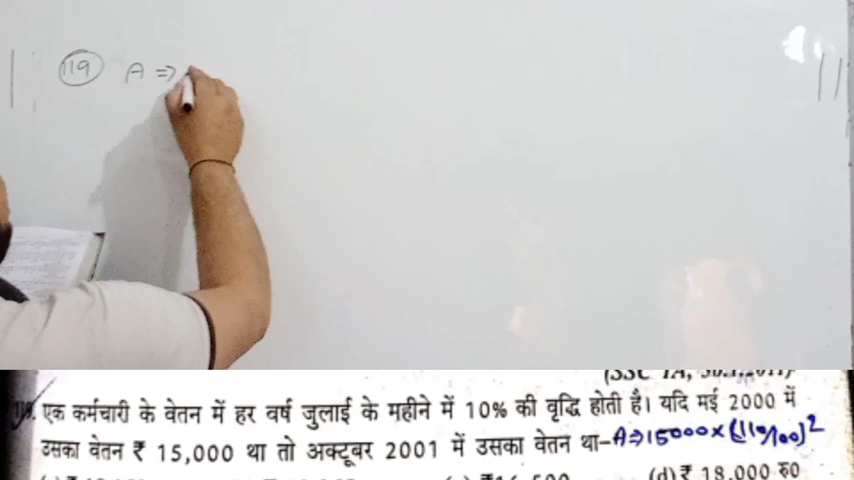 119 A ⇒
एक कर्मचारी के वेतन में हर वर्ष जुलाई के महीने में 10% की वृद्धि होती है। यदि मई 2000 में
उसका वेतन ₹ 15,000 था तो अक्टूबर 2001 में उसका वेतन था- A⇒15000×(110/100)²
(d) ₹ 18,000 रु0